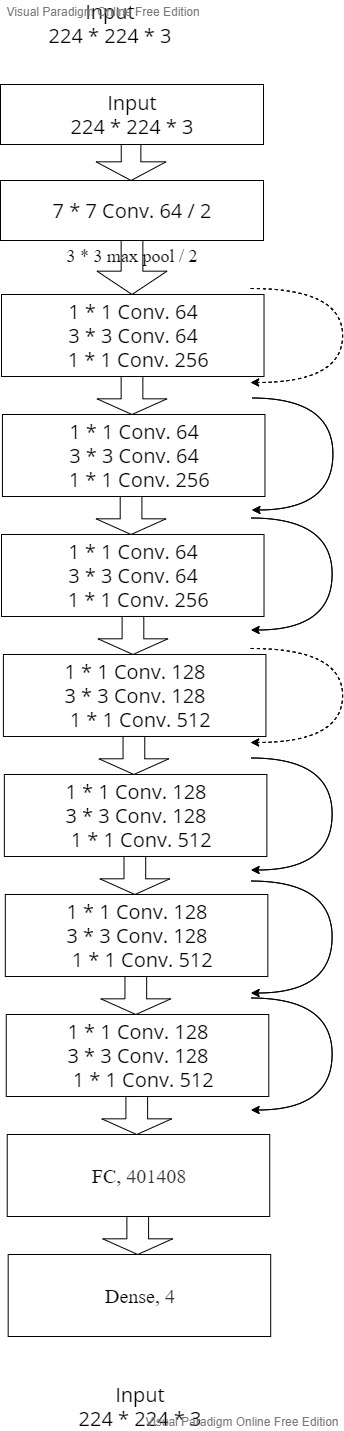 Visual Paradigm Online Free Edition
Input
224 * 224 * 3
Input
224 * 224 * 3
7 * 7 Conv. 64 / 2
3 * 3 max pool / 2
1 * 1 Conv. 64
3 * 3 Conv. 64
1 * 1 Conv. 256
1 * 1 Conv. 64
3 * 3 Conv. 64
1 * 1 Conv. 256
1 * 1 Conv. 64
3 * 3 Conv. 64
1 * 1 Conv. 256
1 * 1 Conv. 128
3 * 3 Conv. 128
1 * 1 Conv. 512
1 * 1 Conv. 128
3 * 3 Conv. 128
1 * 1 Conv. 512
1 * 1 Conv. 128
3 * 3 Conv. 128
1 * 1 Conv. 512
1 * 1 Conv. 128
3 * 3 Conv. 128
1 * 1 Conv. 512
FC, 401408
Dense, 4
Input
224 * 224 * 3
Visual Paradigm Online Free Edition